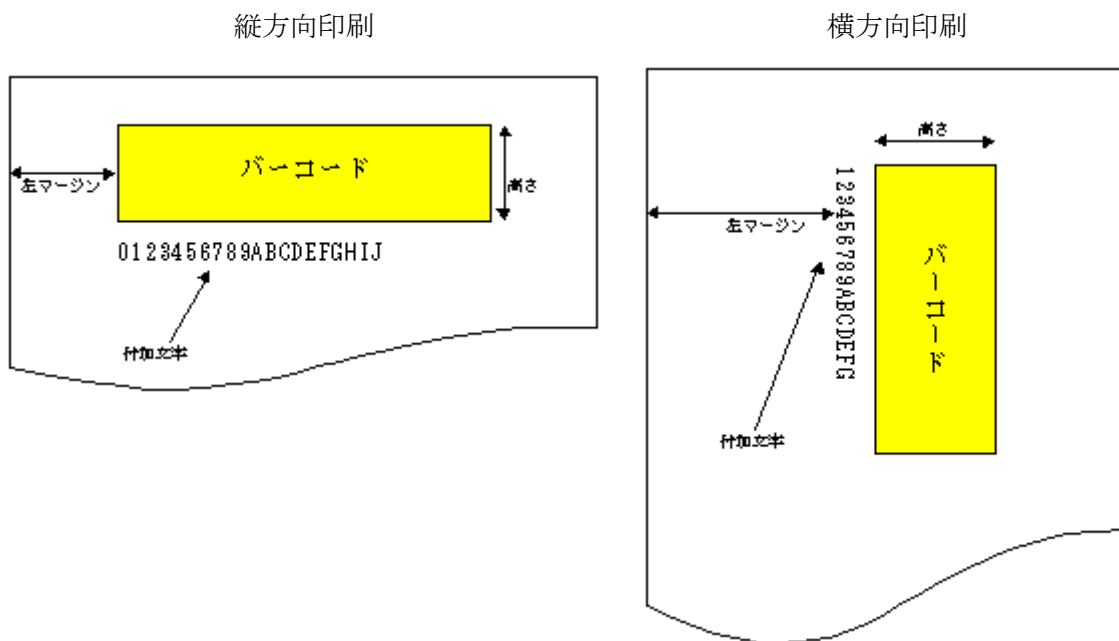 縦方向印刷
バーコード
左マージン
高さ
0123456789ABCDEFGHIJ
付加文字
横方向印刷
高さ
左マージン
123456789ABCDEFG
バーコード
付加文字